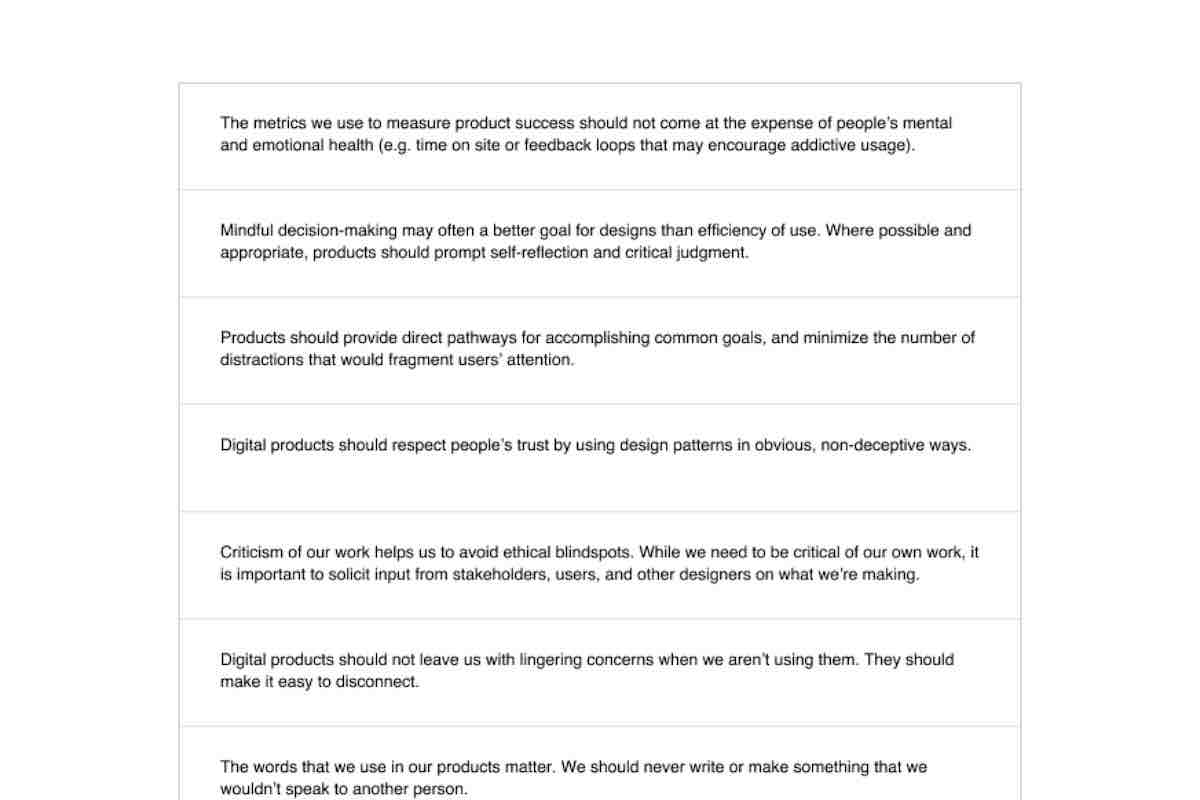 The metrics we use to measure product success should not come at the expense of people’s mental
and emotional health (e.g. time on site or feedback loops that may encourage addictive usage).
Mindful decision-making may often a better goal for designs than efficiency of use. Where possible and
appropriate, products should prompt self-reflection and critical judgment.
Products should provide direct pathways for accomplishing common goals, and minimize the number of
distractions that would fragment users’ attention.
Digital products should respect people’s trust by using design patterns in obvious, non-deceptive ways.
Criticism of our work helps us to avoid ethical blindspots. While we need to be critical of our own work, it
is important to solicit input from stakeholders, users, and other designers on what we’re making.
Digital products should not leave us with lingering concerns when we aren’t using them. They should
make it easy to disconnect.
The words that we use in our products matter. We should never write or make something that we
wouldn’t speak to another person.